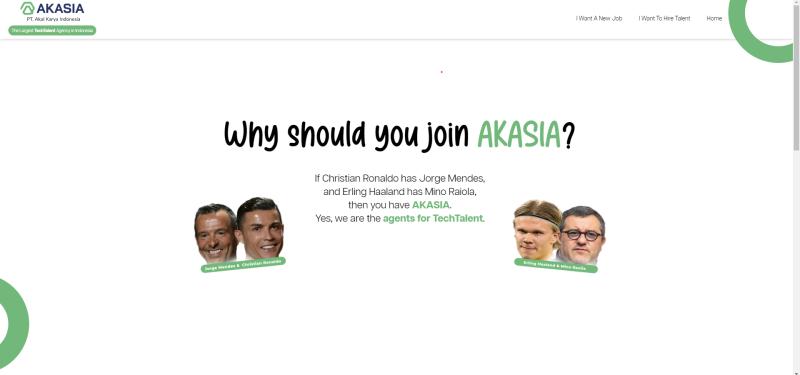 AKASIA
PT. Akal Karya Indonesia
The Largest TechTalent Agency in Indonesia
I Want A New Job
I Want To Hire Talent
Home
Why should you join AKASIA?
If Christian Ronaldo has Jorge Mendes,
and Erling Haaland has Mino Raiola,
then you have AKASIA.
Yes, we are the agents for TechTalent.
Jorge Mendes & Christian Ronaldo
Erling Haaland & Mino Raiola